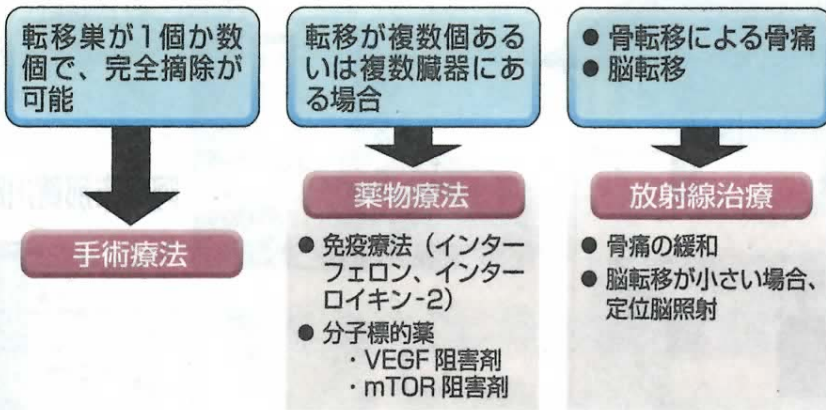 転移巣が1個か数
個で、完全摘除が
可能
手術療法
転移が複数個ある
いは複数臓器にあ
る場合
薬物療法
● 免疫療法（インター
フェロン、インター
ロイキン-2）
● 分子標的薬
・VEGF 阻害剤
・mTOR 阻害剤
● 骨転移による骨痛
● 脳転移
放射線治療
● 骨痛の緩和
● 脳転移が小さい場合、
定位脳照射